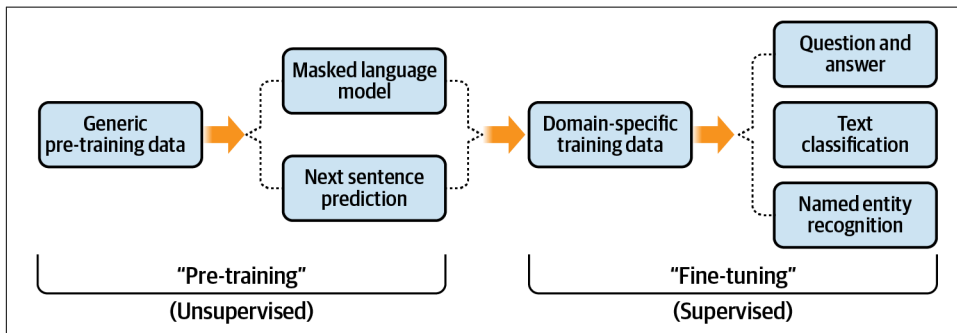 Generic
pre-training data
Masked language
model
Next sentence
prediction
Domain-specific
training data
Question and
answer
Text
classification
Named entity
recognition
“Pre-training”
(Unsupervised)
“Fine-tuning”
(Supervised)